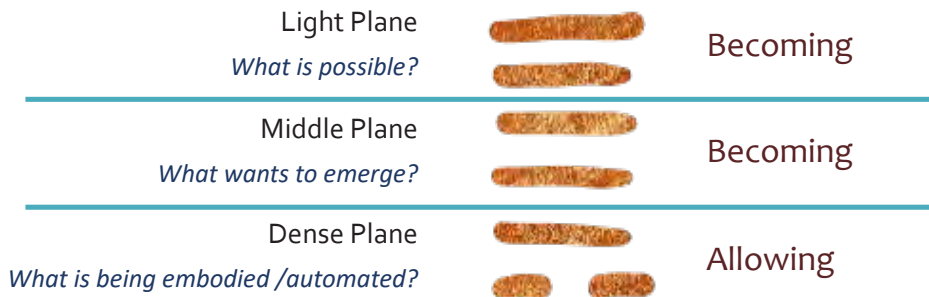 Light Plane
What is possible?
Becoming
Middle Plane
What wants to emerge?
Becoming
Dense Plane
What is being embodied /automated?
Allowing